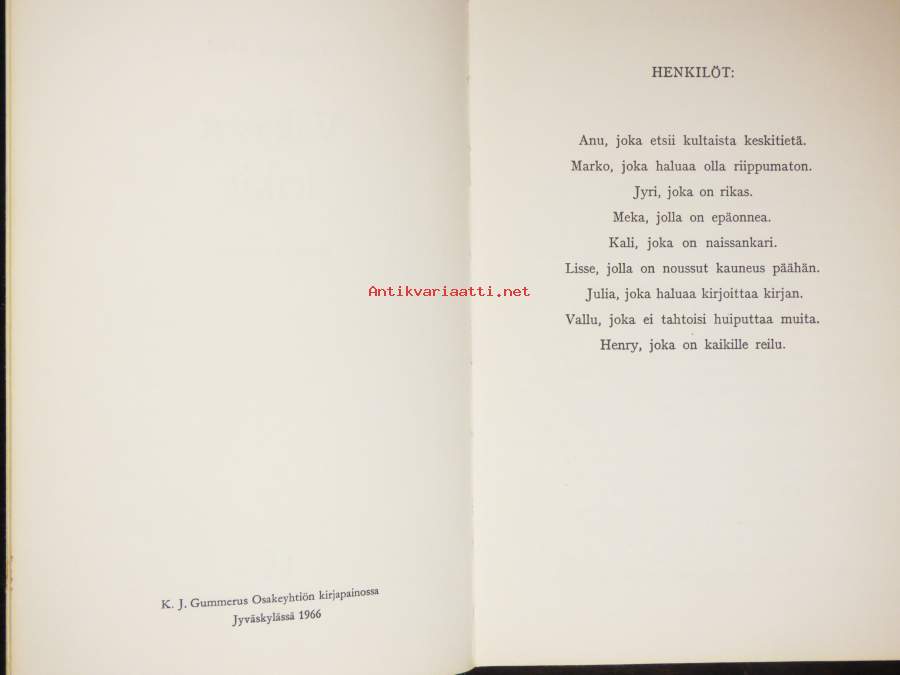 K. J. Gummerus Osakeyhtiön kirjapainossa
Jyväskylässä 1966
HENKILÖT:
Anu, joka etsii kultaista keskitietä.
Marko, joka haluaa olla riippumaton.
Jyri, joka on rikas.
Meka, jolla on epäonnea.
Kali, joka on naissankari.
Lisse, jolla on noussut kauneus päähän.
Julia, joka haluaa kirjoittaa kirjan.
Vallu, joka ei tahtoisi huiputtaa muita.
Henry, joka on kaikille reilu.
Antikvariaatti.net